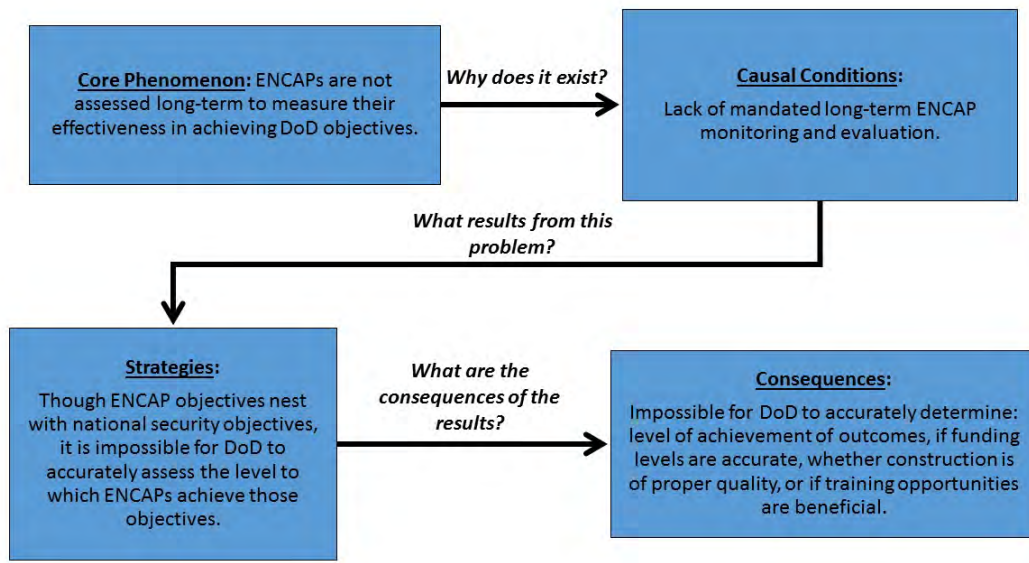 Core Phenomenon: ENCAPs are not
assessed long-term to measure their
effectiveness in achieving DoD objectives.
Why does it exist?
Causal Conditions:
Lack of mandated long-term ENCAP
monitoring and evaluation.
What results from this
problem?
Strategies:
Though ENCAP objectives nest
with national security objectives,
it is impossible for DoD to
accurately assess the level to
which ENCAPs achieve those
objectives.
What are the
consequences of the
results?
Consequences:
Impossible for DoD to accurately determine:
level of achievement of outcomes, if funding
levels are accurate, whether construction is
of proper quality, or if training opportunities
are beneficial.